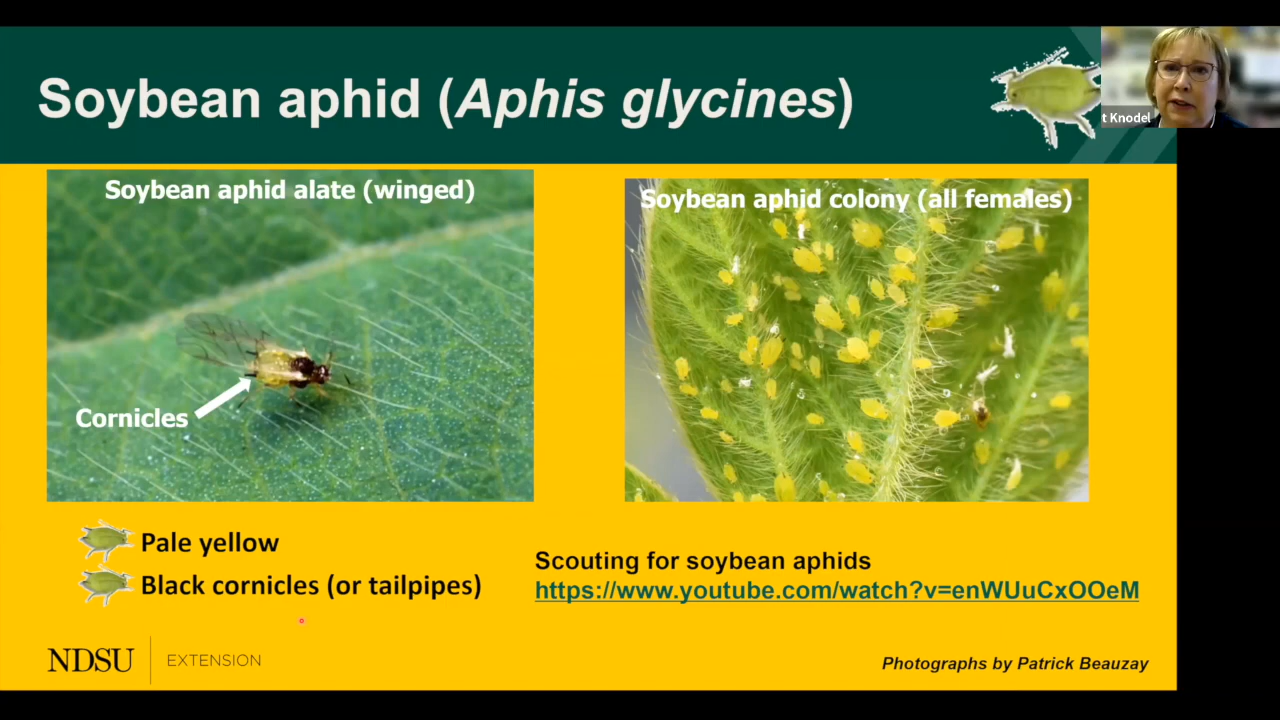 Soybean aphid (Aphis glycines)
t Knodel
Soybean aphid alate (winged)
Cornicles
Soybean aphid colony (all females)
Pale yellow
Black cornicles (or tailpipes)
Scouting for soybean aphids
https://www.youtube.com/watch?v=enWUuCxOOeM
NDSU EXTENSION
Photographs by Patrick Beauzay